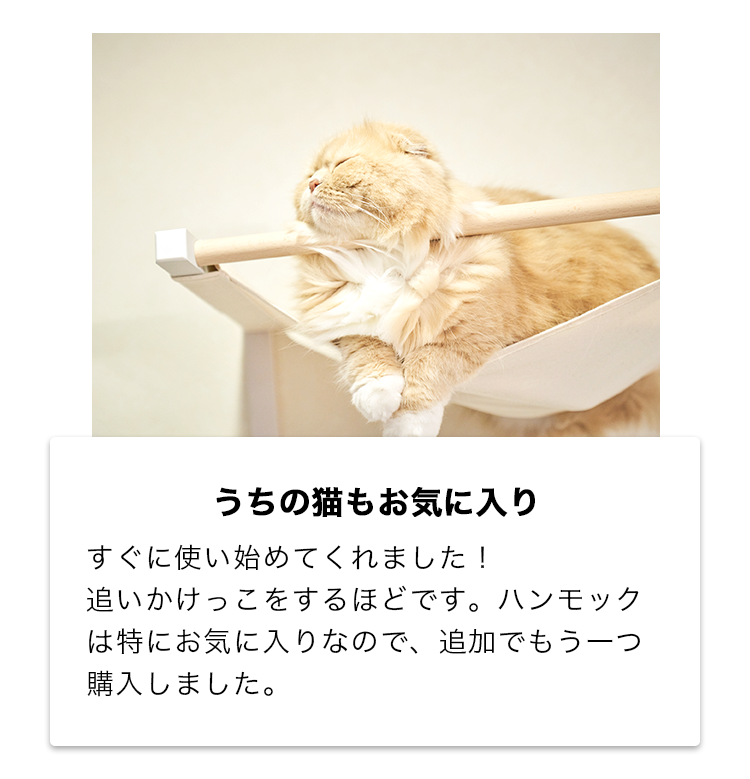 うちの猫もお気に入り
すぐに使い始めてくれました！
追いかけっこをするほどです。ハンモック
は特にお気に入りなので、追加でもう一つ
購入しました。